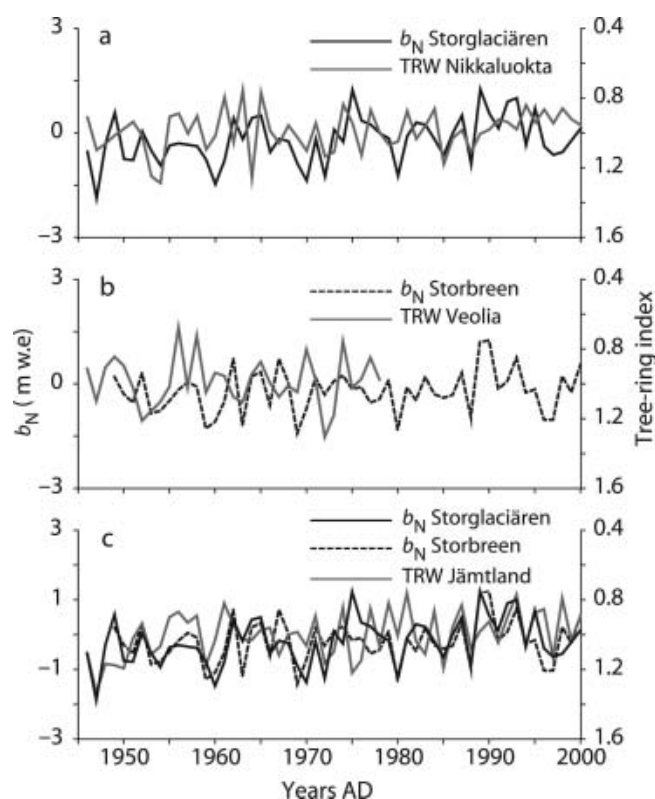 a
b_N Storglaciären
TRW Nikkaluokta
3
0
−3
0.4
0.8
1.2
1.6
b
b_N Storbreen
TRW Veolia
3
0
−3
0.4
0.8
1.2
1.6
b_N ( m w.e)
Tree-ring index
c
b_N Storglaciären
b_N Storbreen
TRW Jämtland
3
1
−1
−3
0.4
0.8
1.2
1.6
1950 1960 1970 1980 1990 2000
Years AD